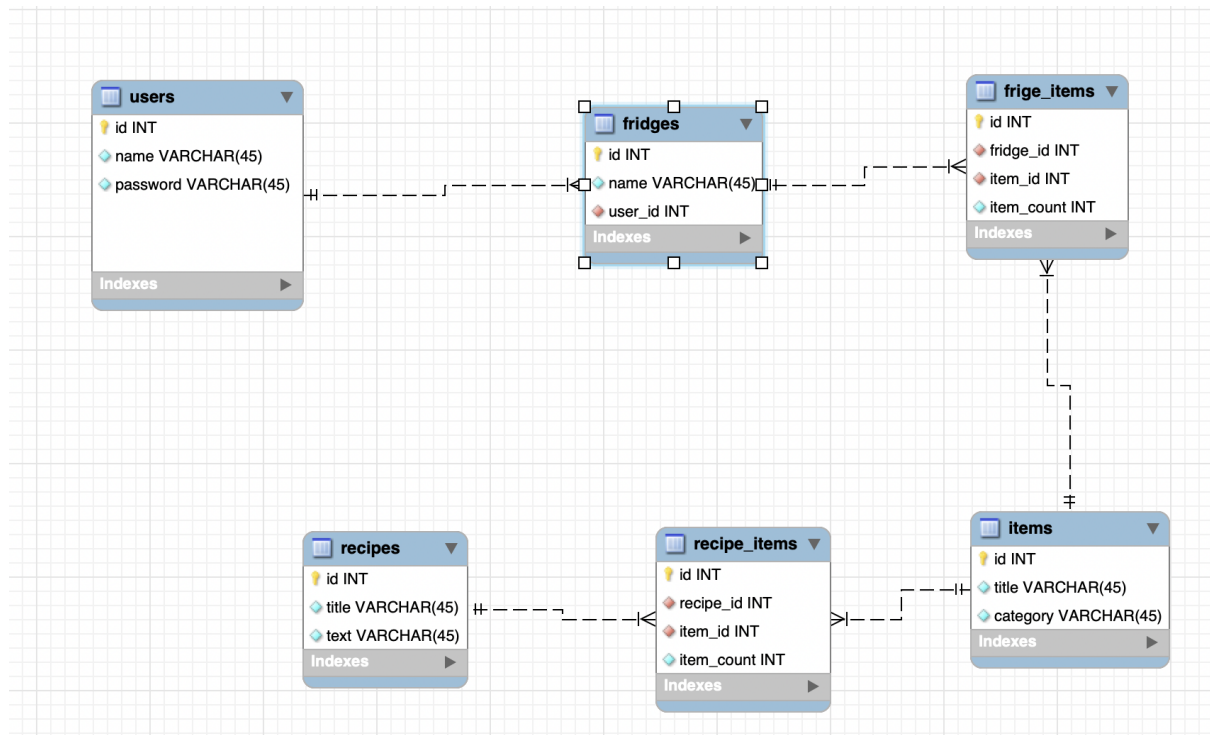 users
id INT
name VARCHAR(45)
password VARCHAR(45)
Indexes
fridges
id INT
name VARCHAR(45)
user_id INT
Indexes
frige_items
id INT
fridge_id INT
item_id INT
item_count INT
Indexes
recipes
id INT
title VARCHAR(45)
text VARCHAR(45)
Indexes
recipe_items
id INT
recipe_id INT
item_id INT
item_count INT
Indexes
items
id INT
title VARCHAR(45)
category VARCHAR(45)
Indexes